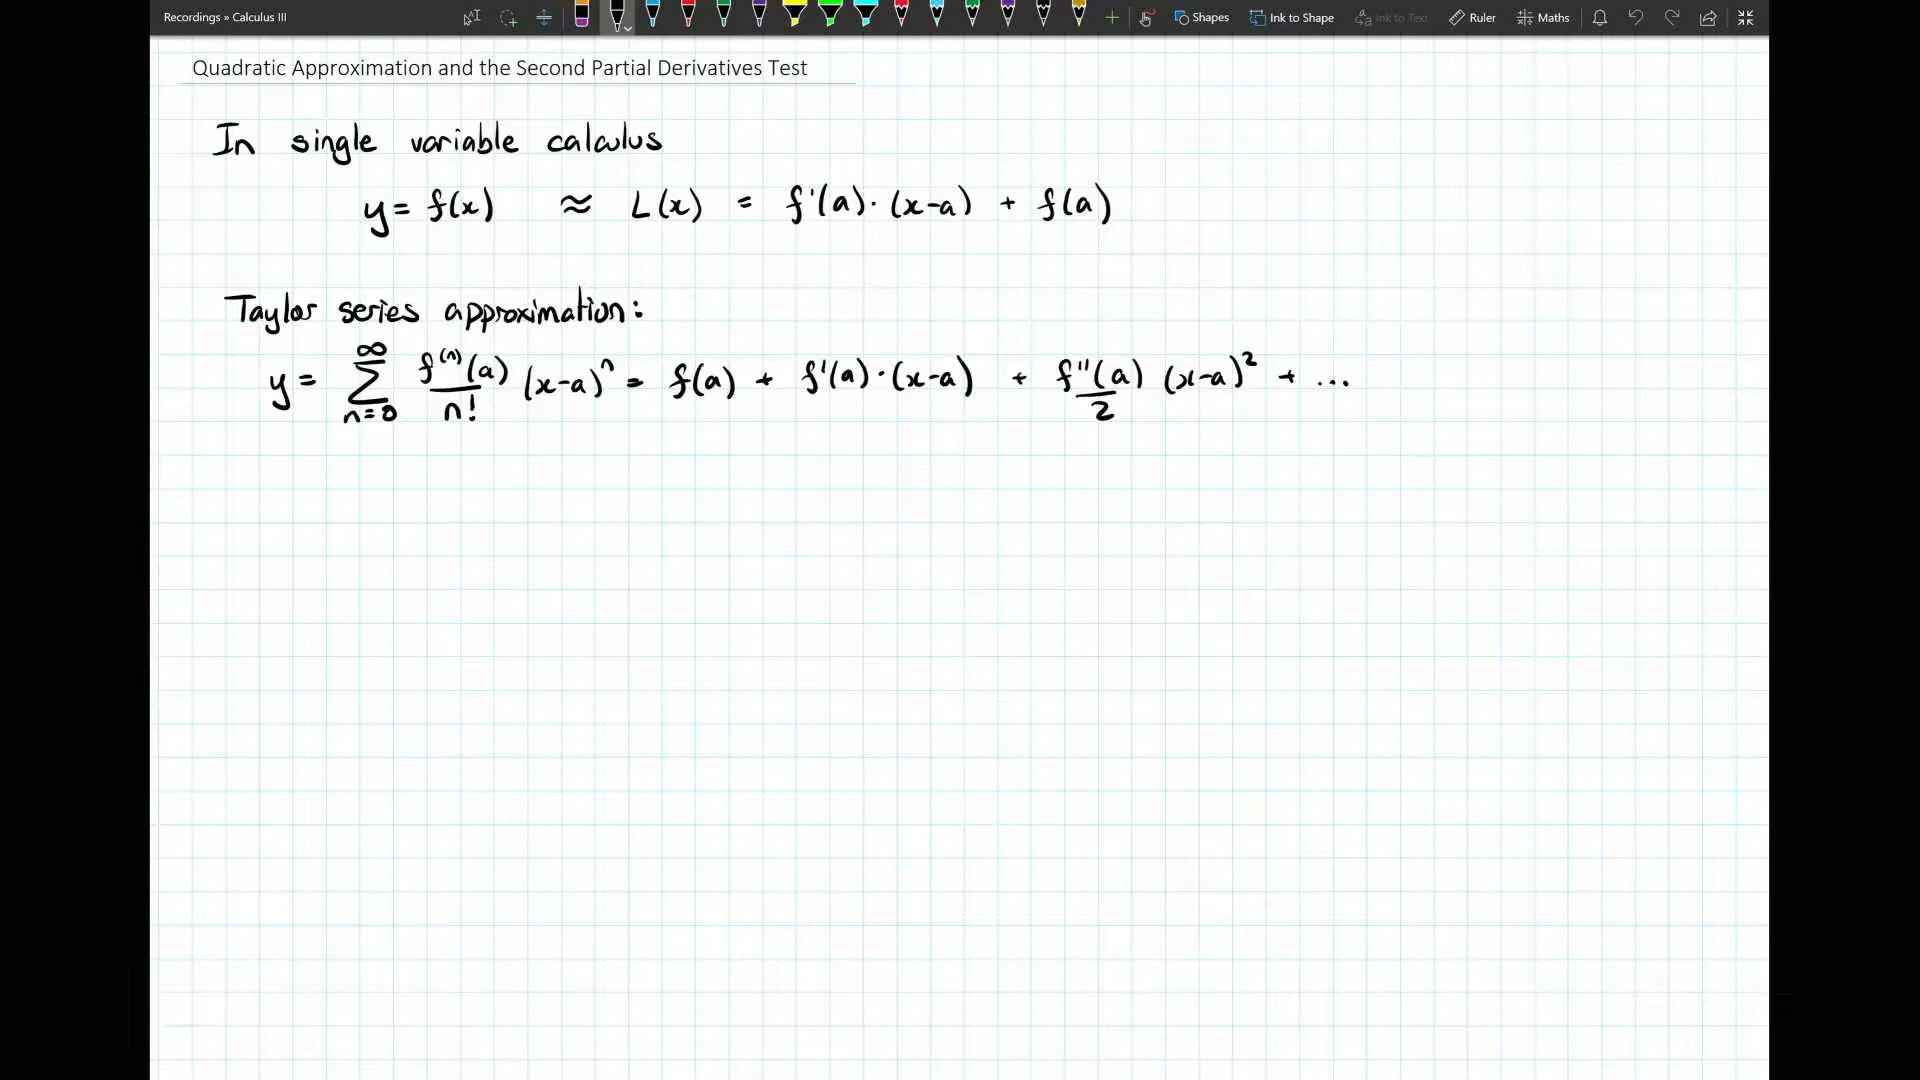 Recordings » Calculus III
Shapes Ink to Shape Ink to Text Ruler Maths
Quadratic Approximation and the Second Partial Derivatives Test
In single variable calculus
y = f(x) ≈ L(x) = f'(a)·(x-a) + f(a)
Taylor series approximation:
y = ∑_{n=0}^{∞} f^{(n)}(a)/n! (x-a)^n = f(a) + f'(a)·(x-a) + f''(a)/2 (x-a)^2 + ...